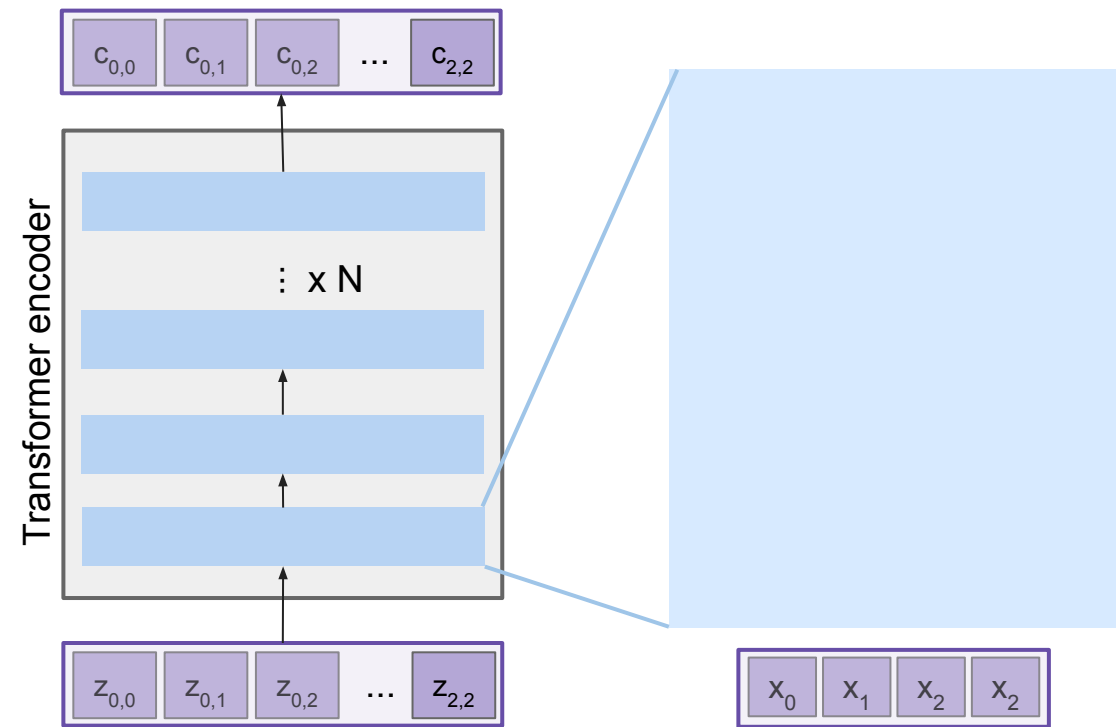 c0,0 c0,1 c0,2 ... c2,2
Transformer encoder
⋮ x N
z0,0 z0,1 z0,2 ... z2,2
x0 x1 x2 x2